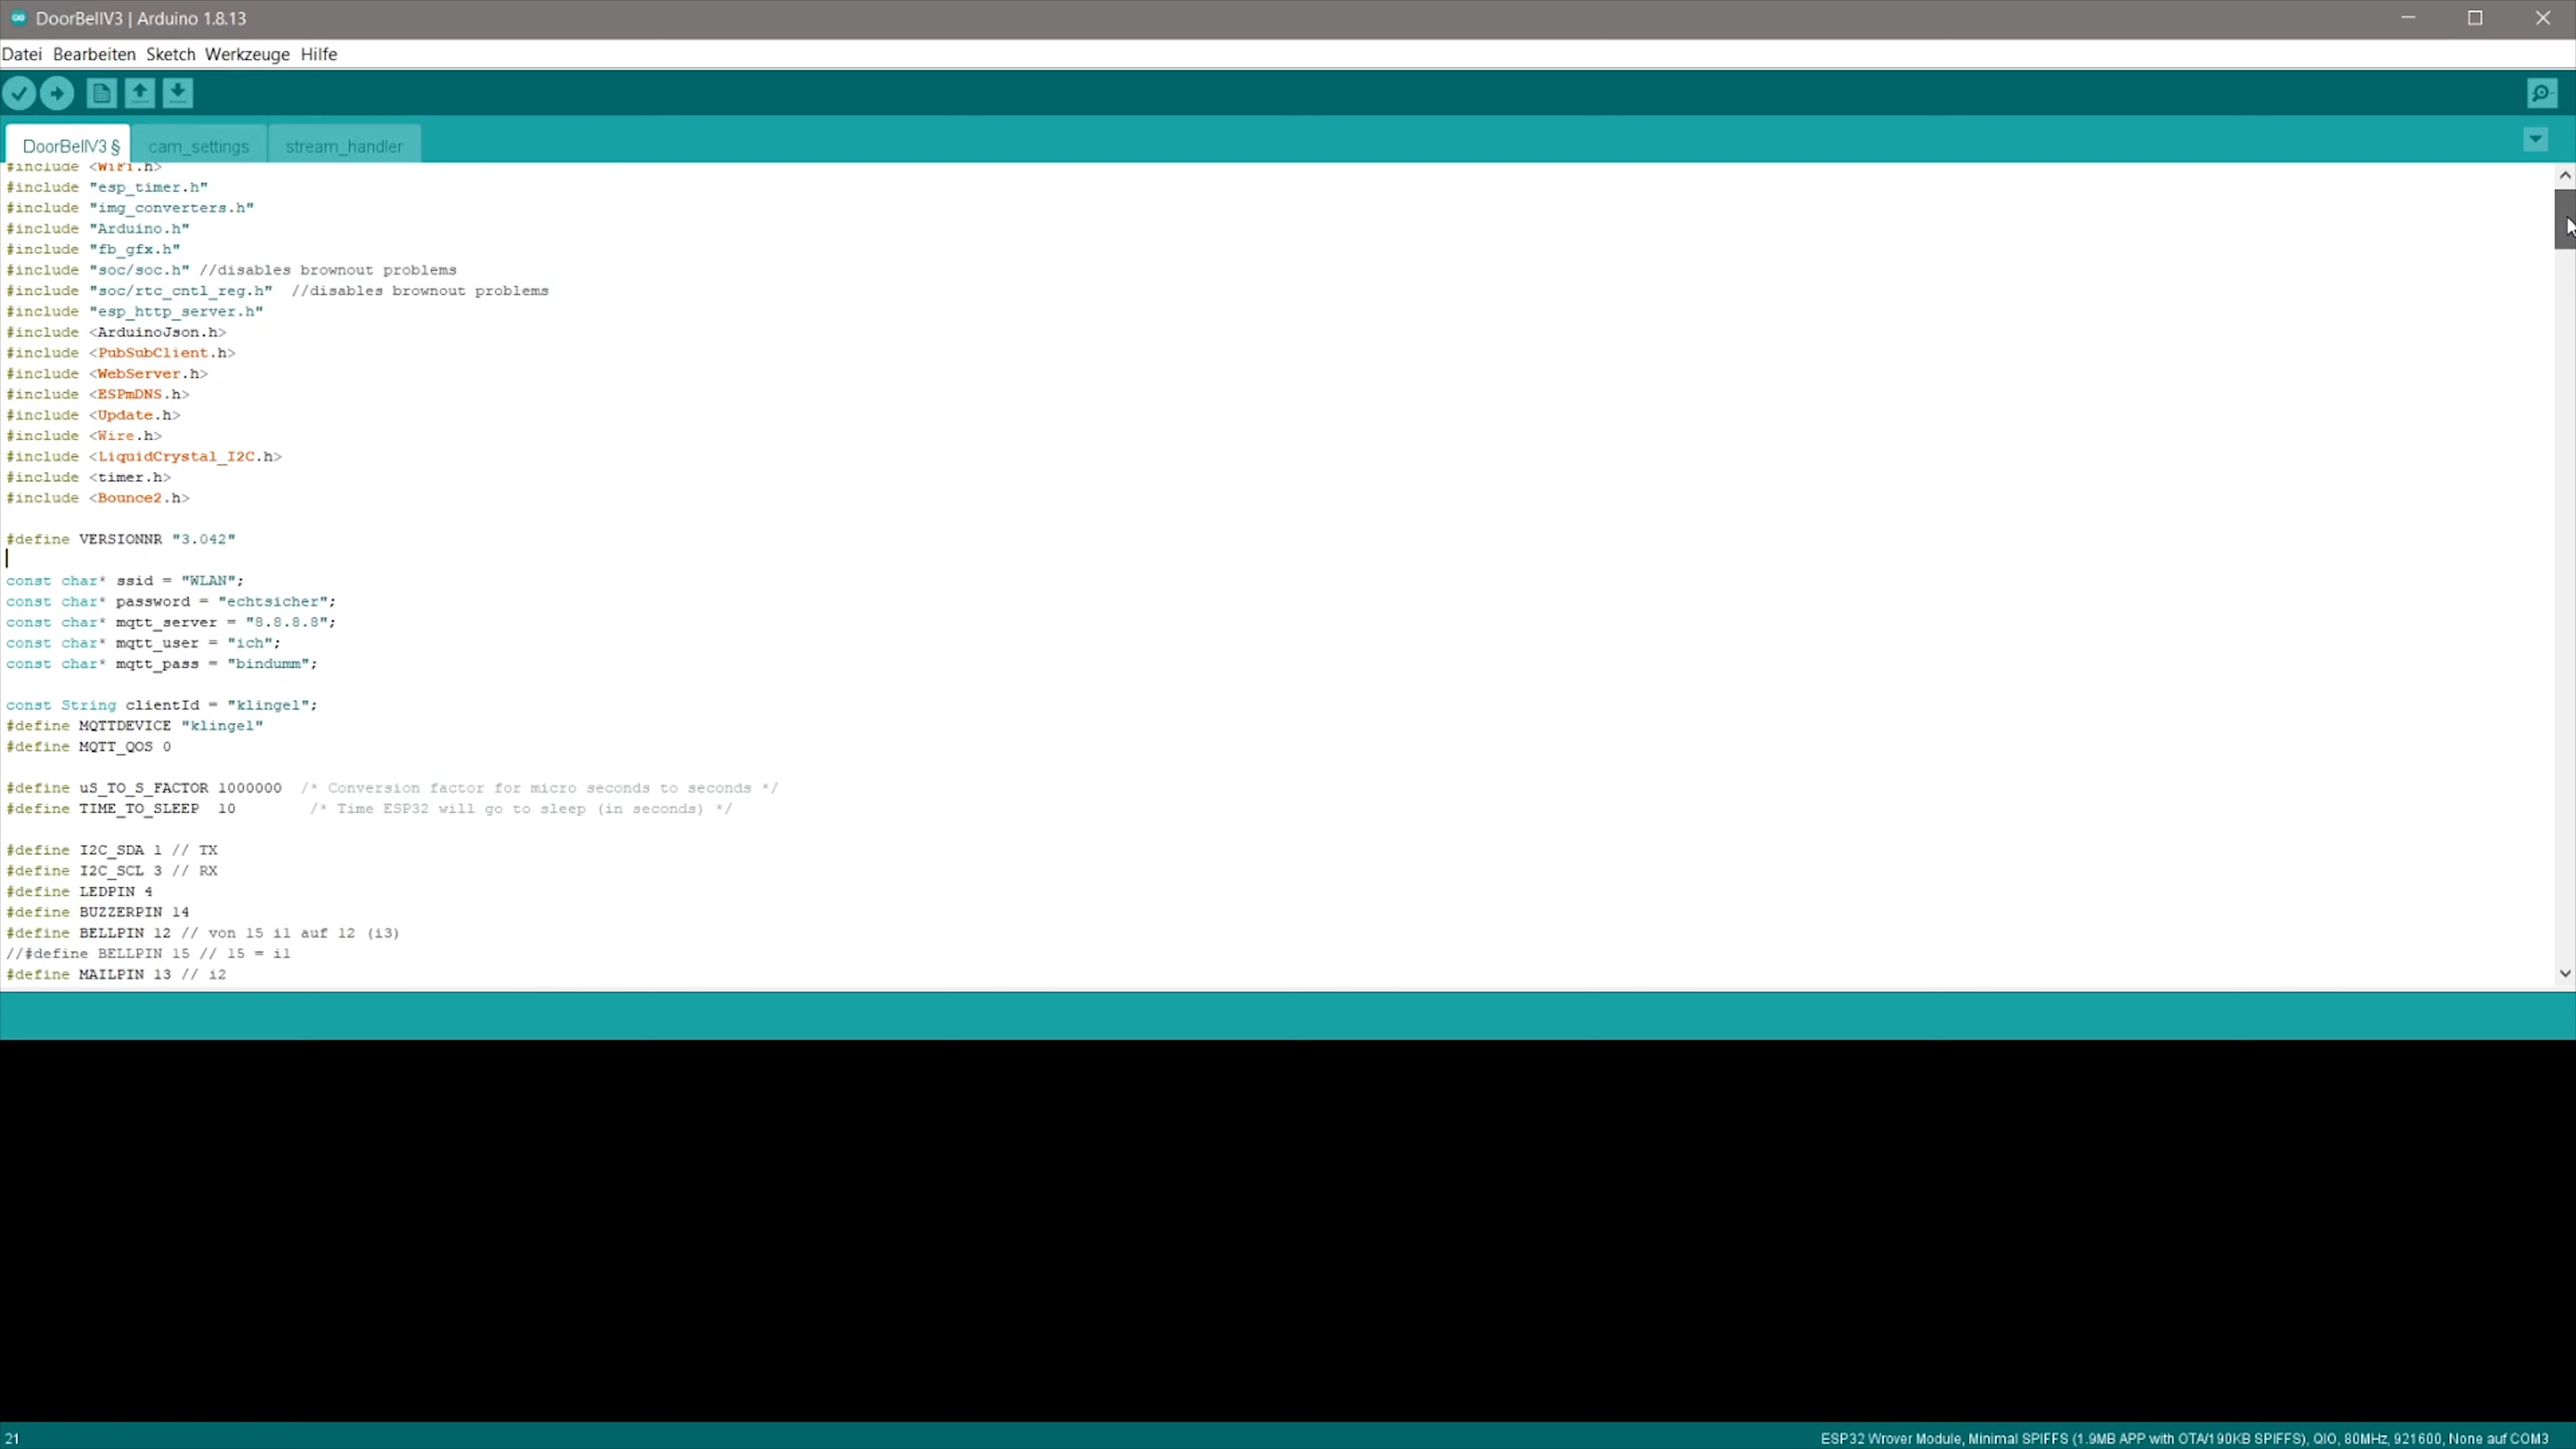 DoorBellV3 | Arduino 1.8.13
Datei Bearbeiten Sketch Werkzeuge Hilfe
DoorBellV3 § cam_settings stream_handler
#include <WiFi.h>
#include "esp_timer.h"
#include "img_converters.h"
#include "Arduino.h"
#include "fb_gfx.h"
#include "soc/soc.h" //disables brownout problems
#include "soc/rtc_cntl_reg.h"  //disables brownout problems
#include "esp_http_server.h"
#include <ArduinoJson.h>
#include <PubSubClient.h>
#include <WebServer.h>
#include <ESPmDNS.h>
#include <Update.h>
#include <Wire.h>
#include <LiquidCrystal_I2C.h>
#include <timer.h>
#include <Bounce2.h>
#define VERSIONNR "3.042"
const char* ssid = "WLAN";
const char* password = "echtsicher";
const char* mqtt_server = "8.8.8.8";
const char* mqtt_user = "ich";
const char* mqtt_pass = "bindumm";
const String clientId = "klingel";
#define MQTTDEVICE "klingel"
#define MQTT_QOS 0
#define uS_TO_S_FACTOR 1000000  /* Conversion factor for micro seconds to seconds */
#define TIME_TO_SLEEP  10        /* Time ESP32 will go to sleep (in seconds) */
#define I2C_SDA 1 // TX
#define I2C_SCL 3 // RX
#define LEDPIN 4
#define BUZZERPIN 14
#define BELLPIN 12 // von 15 i1 auf 12 (i3)
//#define BELLPIN 15 // 15 = i1
#define MAILPIN 13 // i2
21
ESP32 Wrover Module, Minimal SPIFFS (1.9MB APP with OTA/190KB SPIFFS), QIO, 80MHz, 921600, None auf COM3